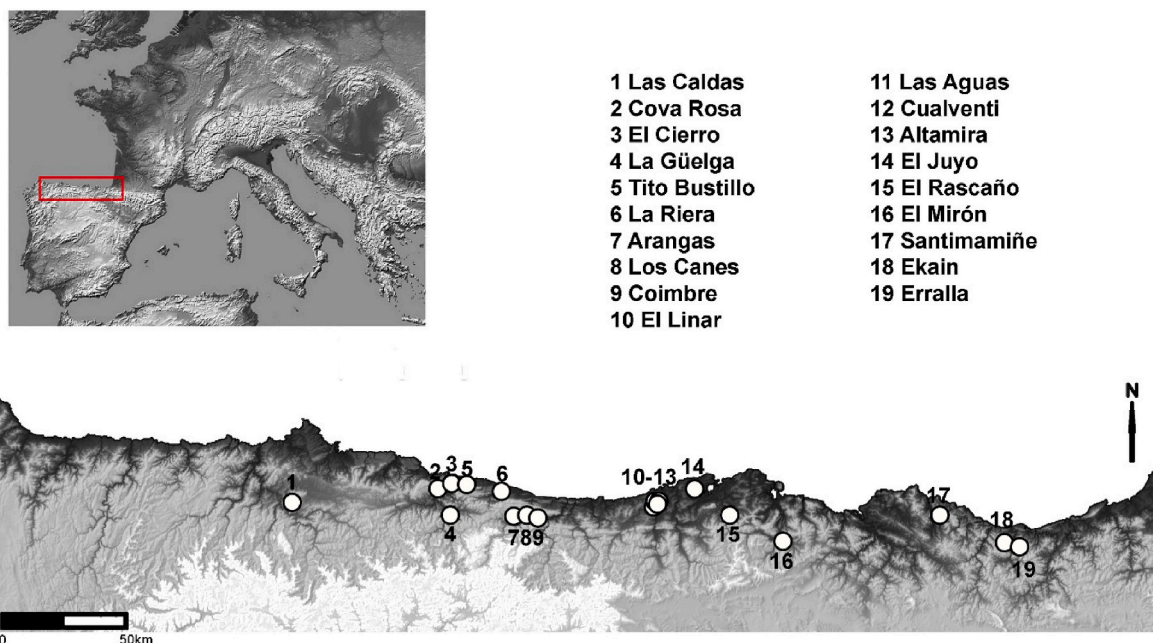 1 Las Caldas
2 Cova Rosa
3 El Cierro
4 La Güelga
5 Tito Bustillo
6 La Riera
7 Arangas
8 Los Canes
9 Coimbre
10 El Linar
11 Las Aguas
12 Cualventi
13 Altamira
14 El Juyo
15 El Rascaño
16 El Mirón
17 Santimamiñe
18 Ekain
19 Erralla
N
1
2
3
5
6
10-13
14
17
4
789
15
16
18
19
0
50km